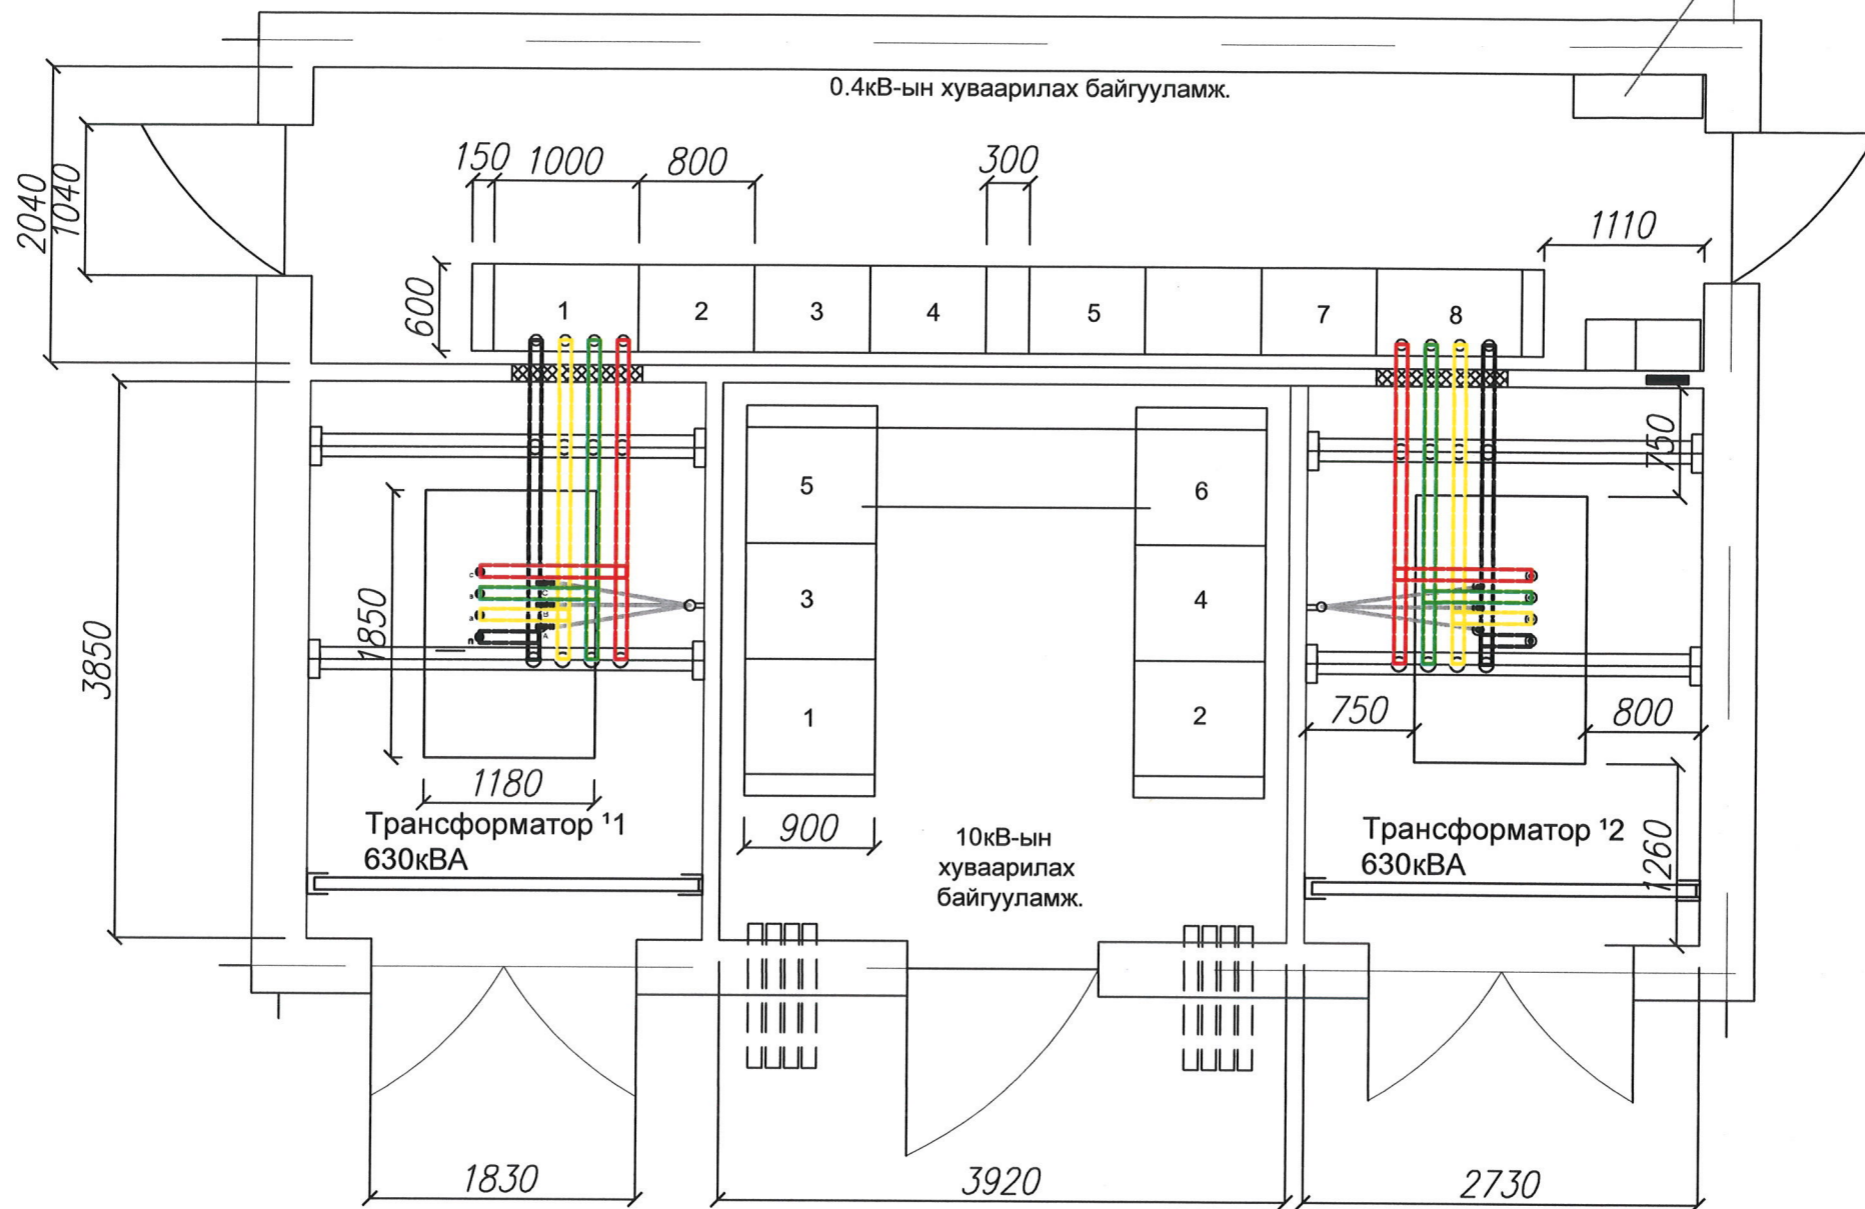 0.4кВ-ын хуваарилах байгууламж.
150 1000 800 300
1110
2040
1040
600
1 2 3 4 5 7 8
750
5 6
3 4
1 2
с
в
а
п
С
В
А
3850
1850
1180
750 800
900
1260
Трансформатор ¹1
630кВА
10кВ-ын
хуваарилах
байгууламж.
Трансформатор ¹2
630кВА
1830 3920 2730